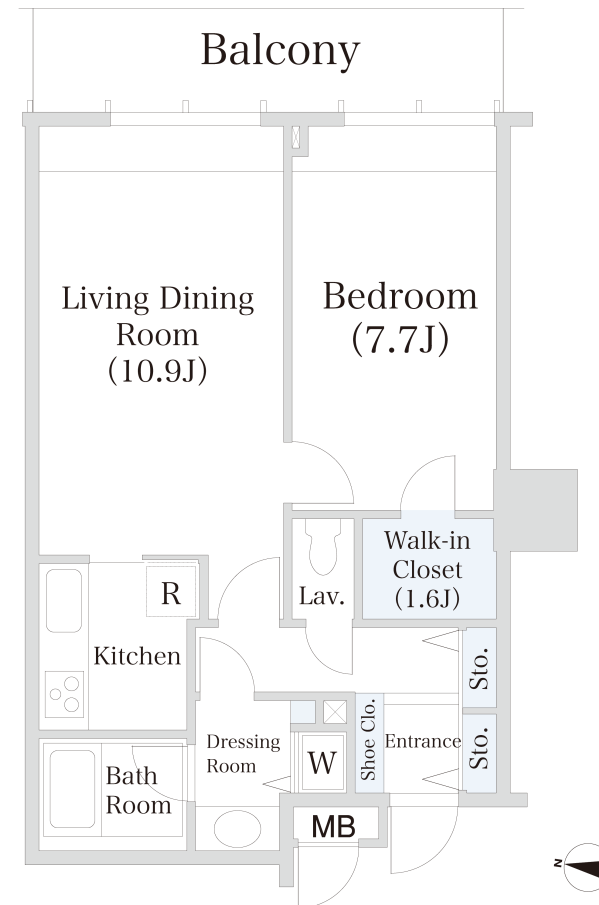 Balcony
Living Dining
Room
(10.9J)
Bedroom
(7.7J)
Walk-in
Closet
(1.6J)
Lav.
R
Kitchen
Sto.
Sto.
Shoe Clo.
Entrance
Dressing
Room
W
Bath
Room
MB
N